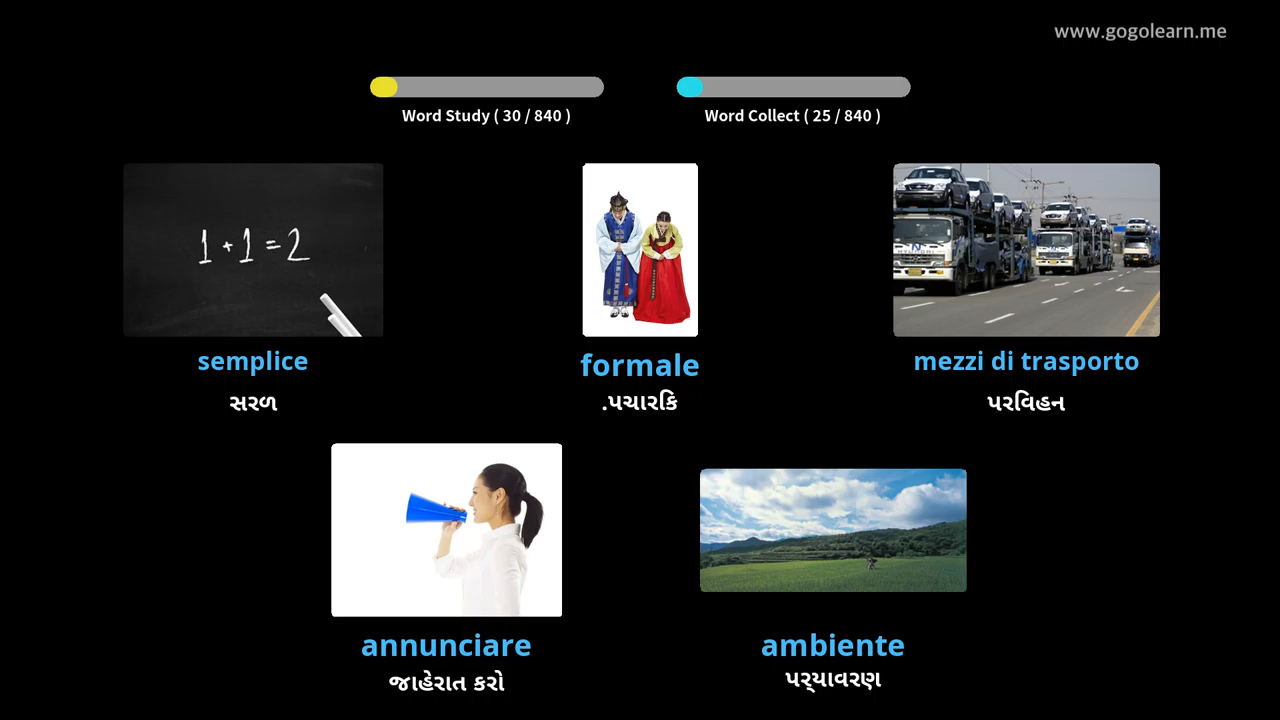 www.gogolearn.me
Word Study ( 30 / 840 )
Word Collect ( 25 / 840 )
1 + 1 = 2
semplice
સરળ
formale
.પચારકિ
mezzi di trasporto
પરવિહન
annunciare
જાહેરાત કરો
ambiente
પર્યાવરણ